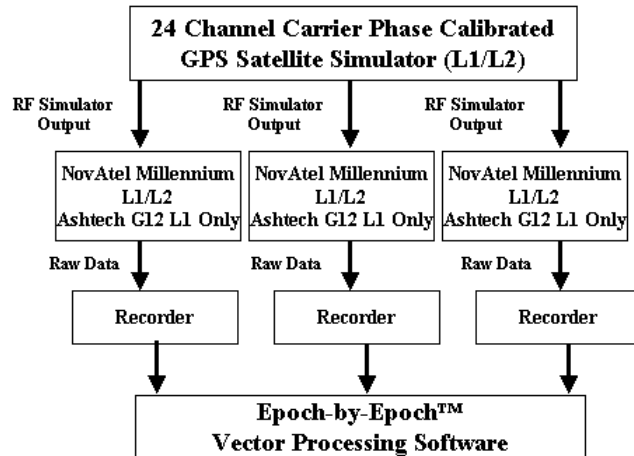 24 Channel Carrier Phase Calibrated
GPS Satellite Simulator (L1/L2)
RF Simulator
Output
RF Simulator
Output
RF Simulator
Output
NovAtel Millennium
L1/L2
Ashtech G12 L1 Only
NovAtel Millennium
L1/L2
Ashtech G12 L1 Only
NovAtel Millennium
L1/L2
Ashtech G12 L1 Only
Raw Data
Raw Data
Raw Data
Recorder
Recorder
Recorder
Epoch-by-Epoch™
Vector Processing Software